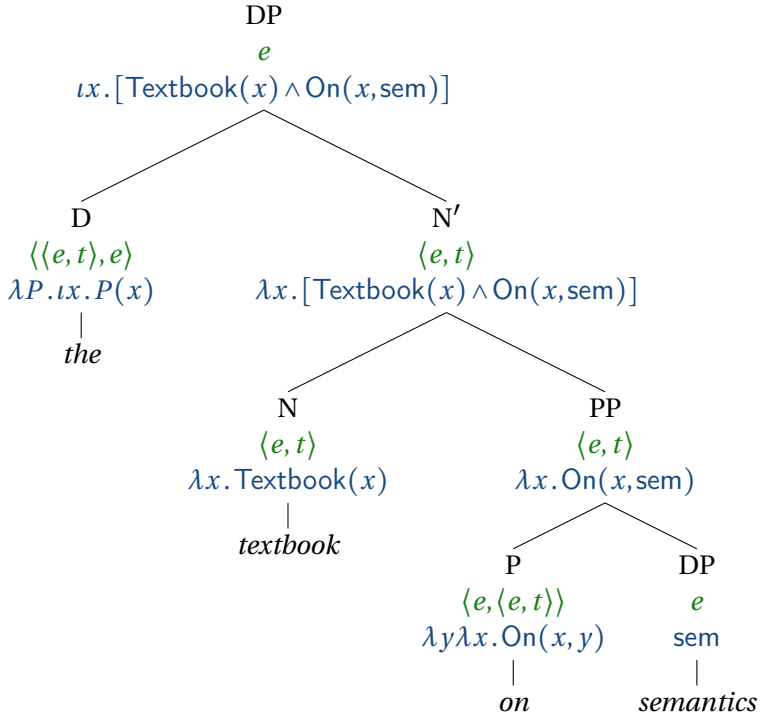 DP
e
ιx.[Textbook(x)∧On(x,sem)]
D N′
⟨⟨e,t⟩,e⟩ ⟨e,t⟩
λP.ιx.P(x) λx.[Textbook(x)∧On(x,sem)]
the
N PP
⟨e,t⟩ ⟨e,t⟩
λx.Textbook(x) λx.On(x,sem)
textbook
P DP
⟨e,⟨e,t⟩⟩ e
λyλx.On(x,y) sem
on semantics